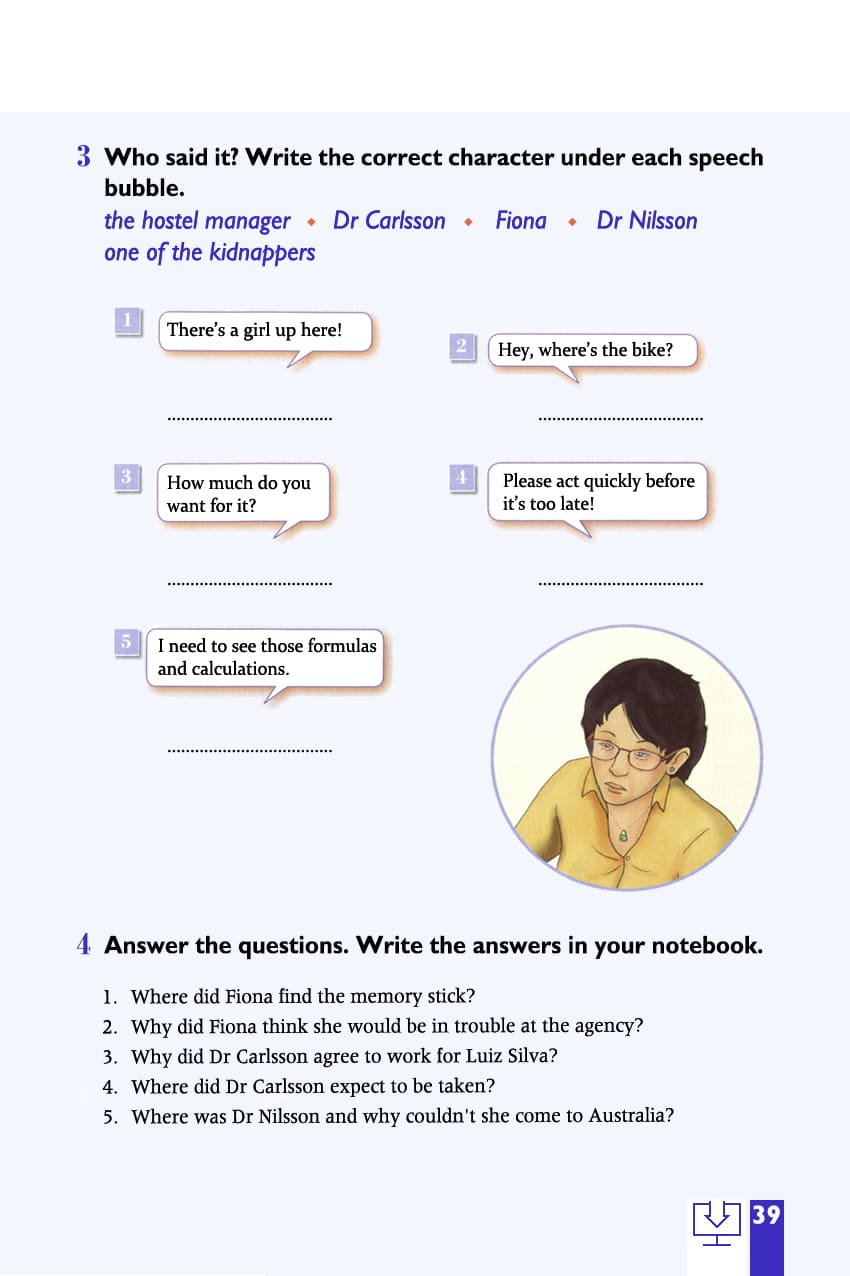 3 Who said it? Write the correct character under each speech
bubble.
the hostel manager ◆ Dr Carlsson ◆ Fiona ◆ Dr Nilsson
one of the kidnappers
1 There’s a girl up here!
2 Hey, where’s the bike?
3 How much do you
want for it?
4 Please act quickly before
it’s too late!
5 I need to see those formulas
and calculations.
4 Answer the questions. Write the answers in your notebook.
1. Where did Fiona find the memory stick?
2. Why did Fiona think she would be in trouble at the agency?
3. Why did Dr Carlsson agree to work for Luiz Silva?
4. Where did Dr Carlsson expect to be taken?
5. Where was Dr Nilsson and why couldn't she come to Australia?
39